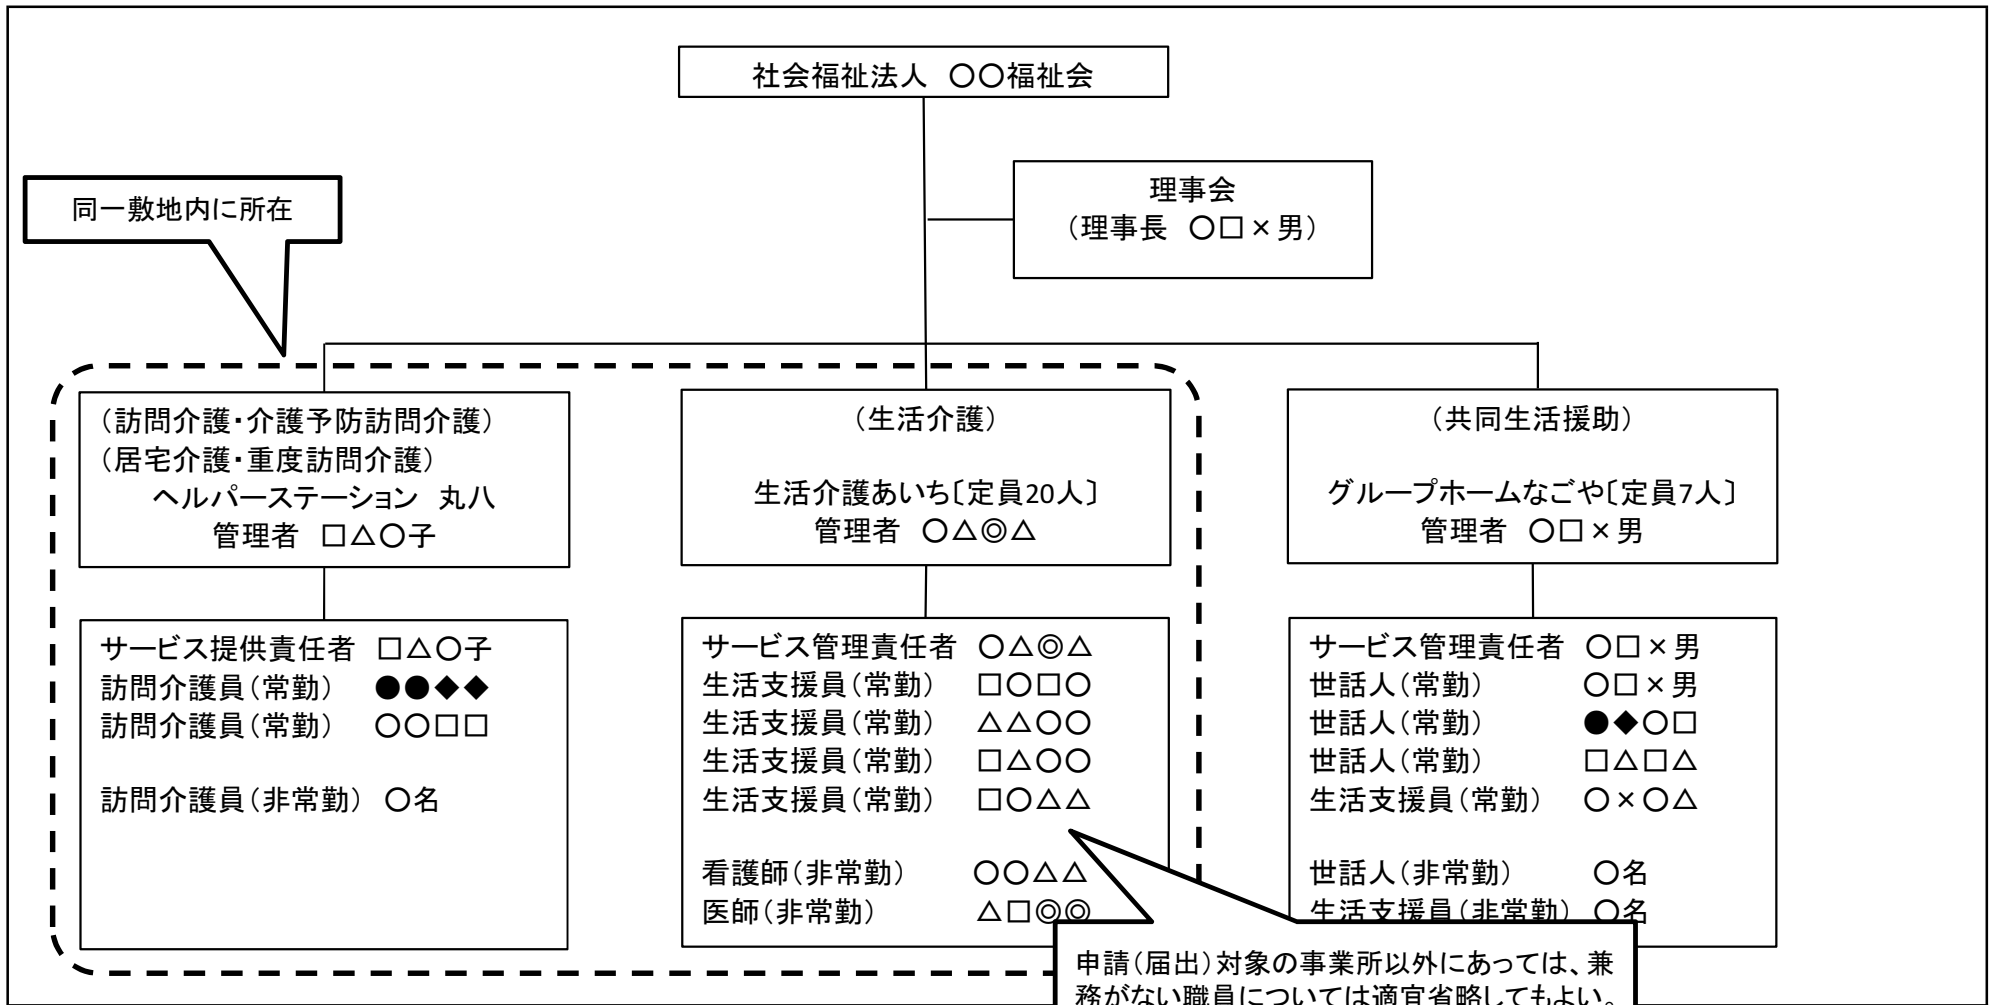 社会福祉法人　〇〇福祉会
理事会
（理事長　〇□×男）
同一敷地内に所在
（訪問介護・介護予防訪問介護）
（居宅介護・重度訪問介護）
ヘルパーステーション　丸八
管理者　□△〇子
（生活介護）
生活介護あいち〔定員20人〕
管理者　〇△◎△
（共同生活援助）
グループホームなごや〔定員7人〕
管理者　〇□×男
サービス提供責任者　□△〇子
訪問介護員（常勤）　●●◆◆
訪問介護員（常勤）　〇〇□□
訪問介護員（非常勤）　〇名
サービス管理責任者　〇△◎△
生活支援員（常勤）　□〇□〇
生活支援員（常勤）　△△〇〇
生活支援員（常勤）　□△〇〇
生活支援員（常勤）　□〇△△
看護師（非常勤）　〇〇△△
医師（非常勤）　△□◎◎
サービス管理責任者　〇□×男
世話人（常勤）　〇□×男
世話人（常勤）　●◆〇□
世話人（常勤）　□△□△
生活支援員（常勤）　〇×〇△
世話人（非常勤）　〇名
生活支援員（非常勤）　〇名
申請（届出）対象の事業所以外にあっては、兼
務がない職員については適宜省略してもよい。